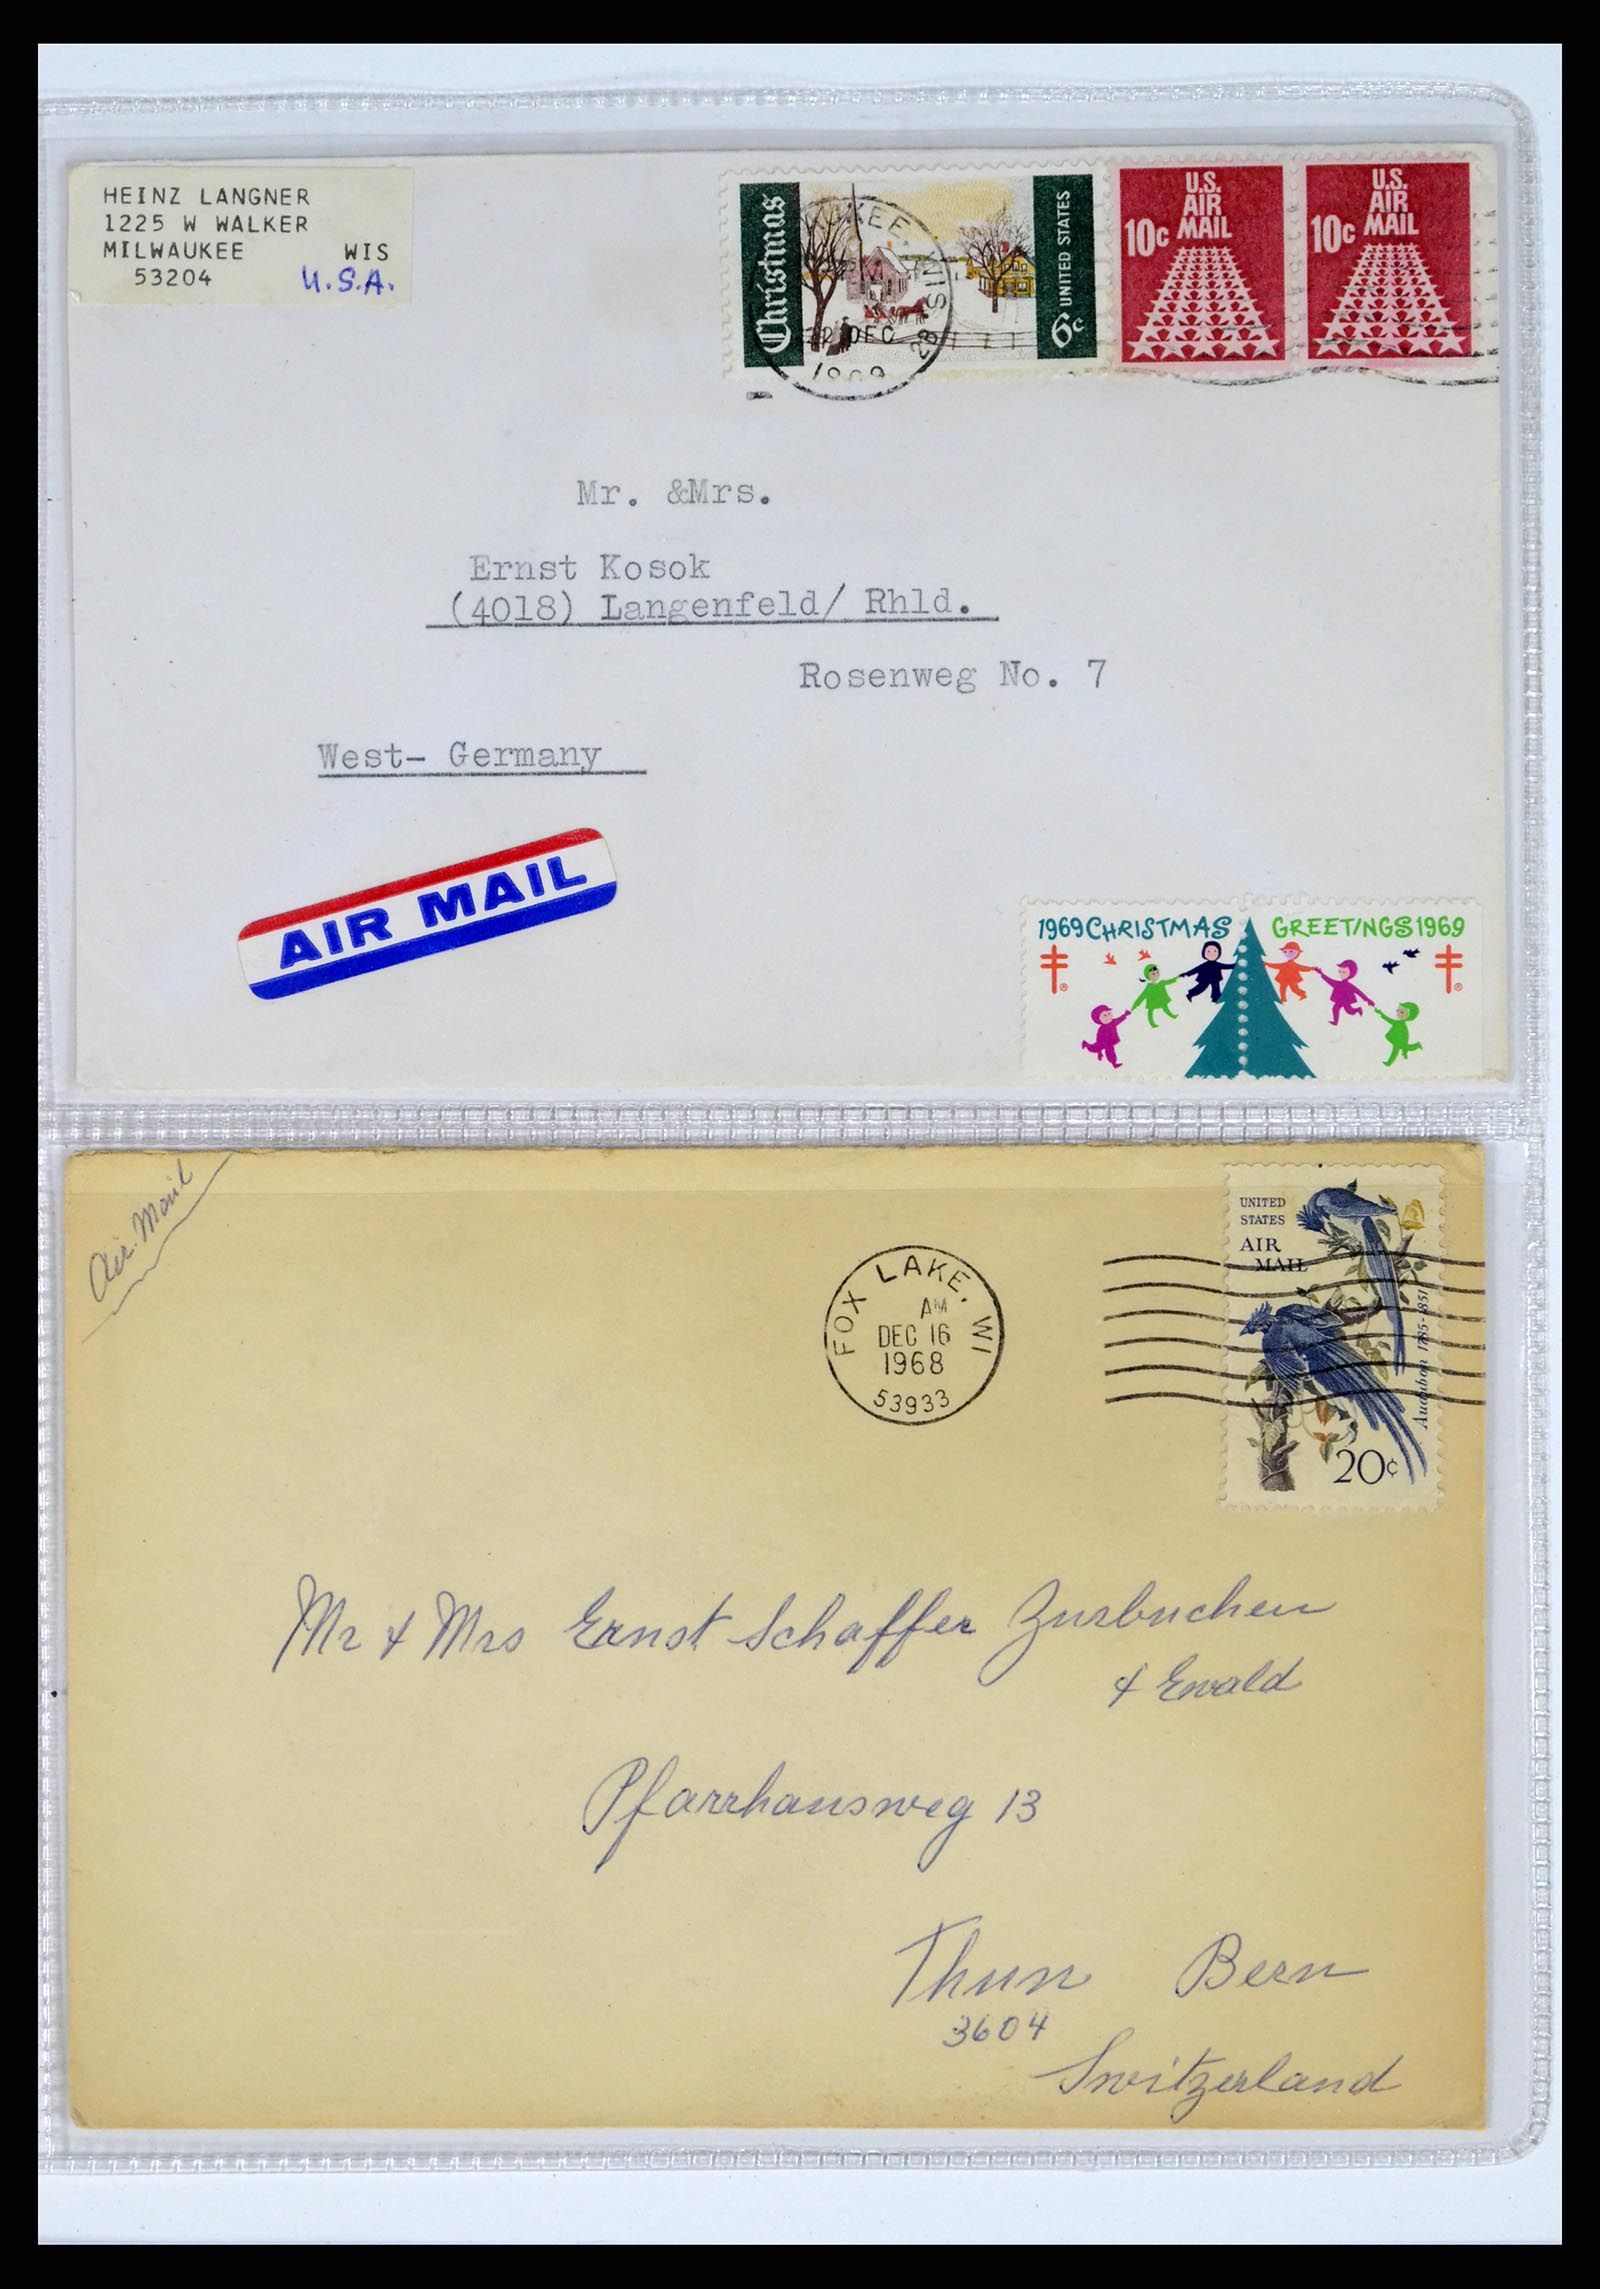 HEINZ LANGNER
1225 W WALKER
MILWAUKEE WIS
53204 U.S.A.
Christmas
6c UNITED STATES
22 DEC
1969
U.S.
AIR
MAIL
10c
U.S.
AIR
MAIL
10c
Mr. &Mrs.
Ernst Kosok
(4018) Langenfeld/ Rhld.
Rosenweg No. 7
West- Germany
AIR MAIL
1969 CHRISTMAS GREETINGS 1969
Air Mail
FOX LAKE, WI
AM
DEC 16
1968
53933
UNITED
STATES
AIR
MAIL
Audubon 1785-1851
20c
Mr & Mrs Ernst Schaffer Zurbuchen
& Ewald
Pfarrhausweg 13
Thun Bern
3604
Switzerland